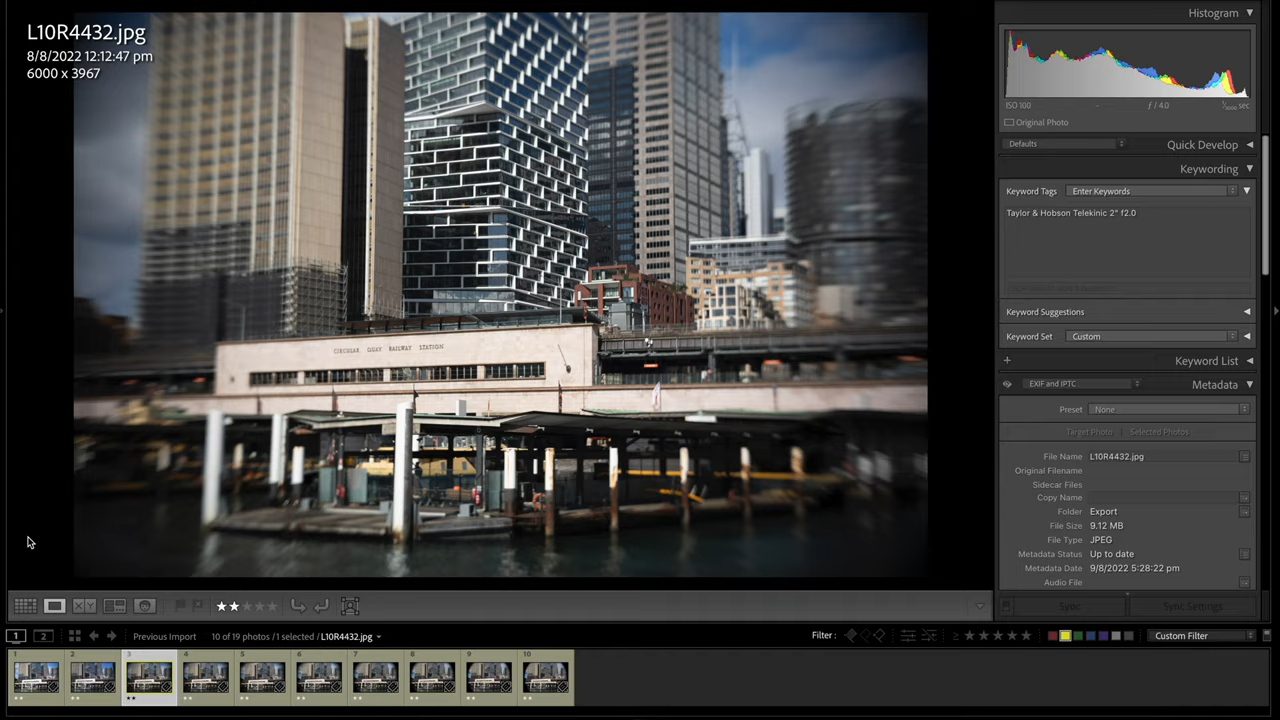 L10R4432.jpg
8/8/2022 12:12:47 pm
6000 x 3967
CIRCULAR QUAY RAILWAY STATION
Histogram
ISO 100 - ƒ / 4.0
sec
Original Photo
Defaults Quick Develop
Keywording
Keyword Tags Enter Keywords
Taylor & Hobson Telekinic 2" f2.0
Keyword Suggestions
Keyword Set Custom
+ Keyword List
EXIF and IPTC Metadata
Preset None
Target Photo Selected Photos
File Name L10R4432.jpg
Original Filename
Sidecar Files
Copy Name
Folder Export
File Size 9.12 MB
File Type JPEG
Metadata Status Up to date
Metadata Date 9/8/2022 5:28:22 pm
Audio File
X Y
Sync Sync Settings
1 2 Previous Import 10 of 19 photos / 1 selected / L10R4432.jpg Filter : ≥ Custom Filter
1 2 3 4 5 6 7 8 9 10